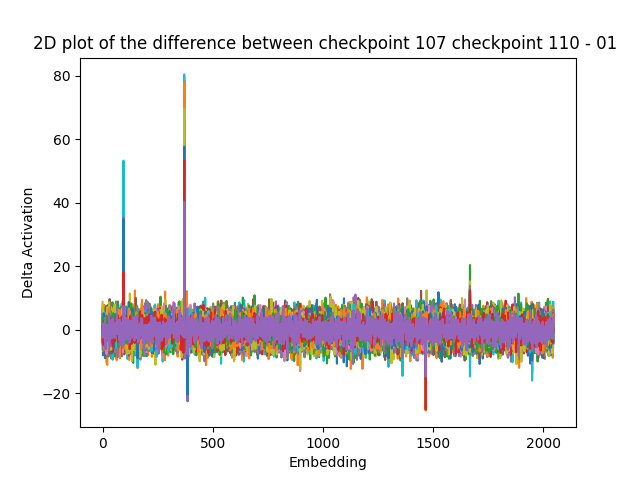 2D plot of the difference between checkpoint 107 checkpoint 110 - 01
80
60
40
20
0
−20
Delta Activation
0 500 1000 1500 2000
Embedding